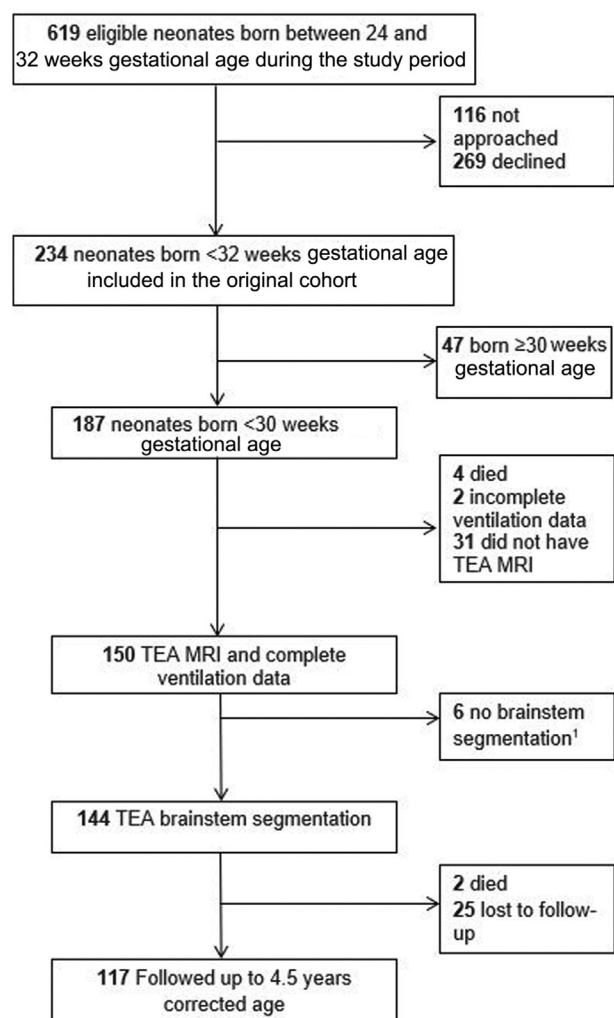 619 eligible neonates born between 24 and
32 weeks gestational age during the study period
116 not
approached
269 declined
234 neonates born <32 weeks gestational age
included in the original cohort
47 born ≥30 weeks
gestational age
187 neonates born <30 weeks
gestational age
4 died
2 incomplete
ventilation data
31 did not have
TEA MRI
150 TEA MRI and complete
ventilation data
6 no brainstem
segmentation¹
144 TEA brainstem segmentation
2 died
25 lost to follow-
up
117 Followed up to 4.5 years
corrected age